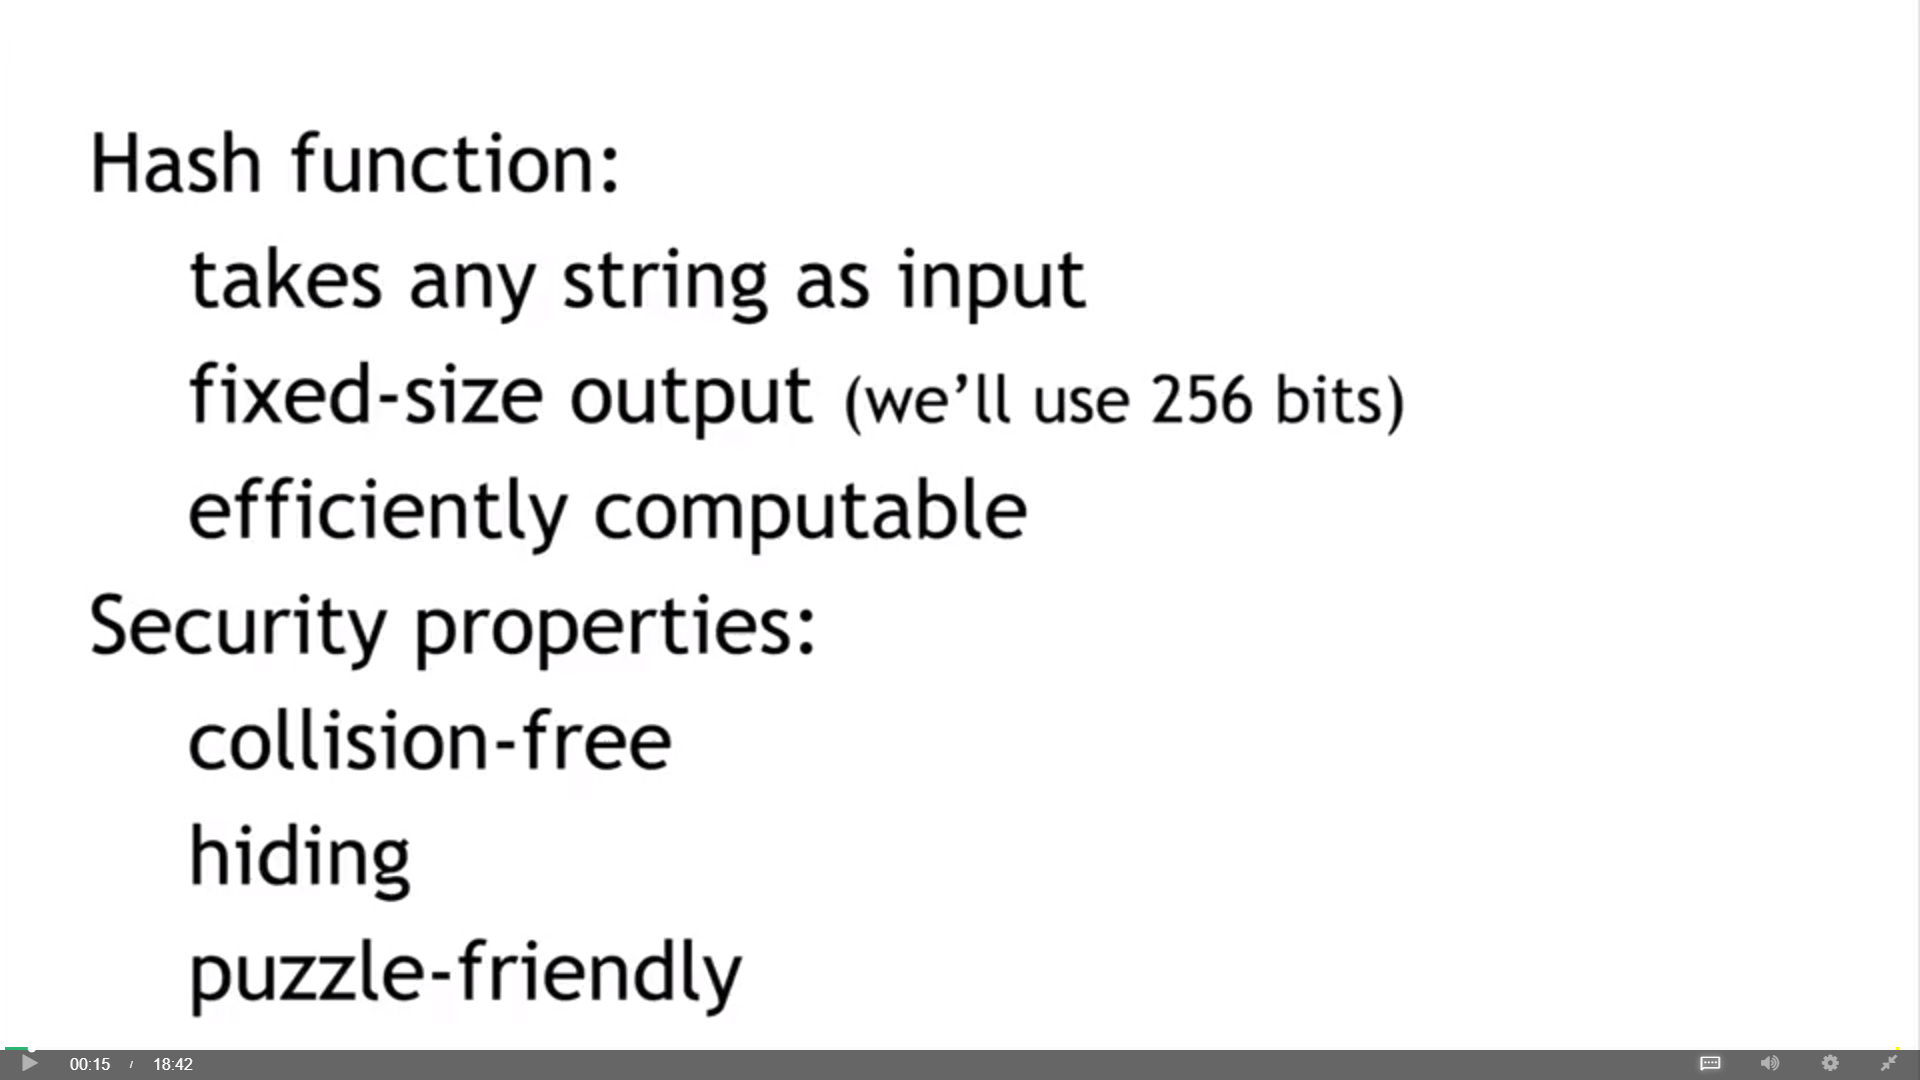 Hash function:
takes any string as input
fixed-size output (we’ll use 256 bits)
efficiently computable
Security properties:
collision-free
hiding
puzzle-friendly
00:15 / 18:42